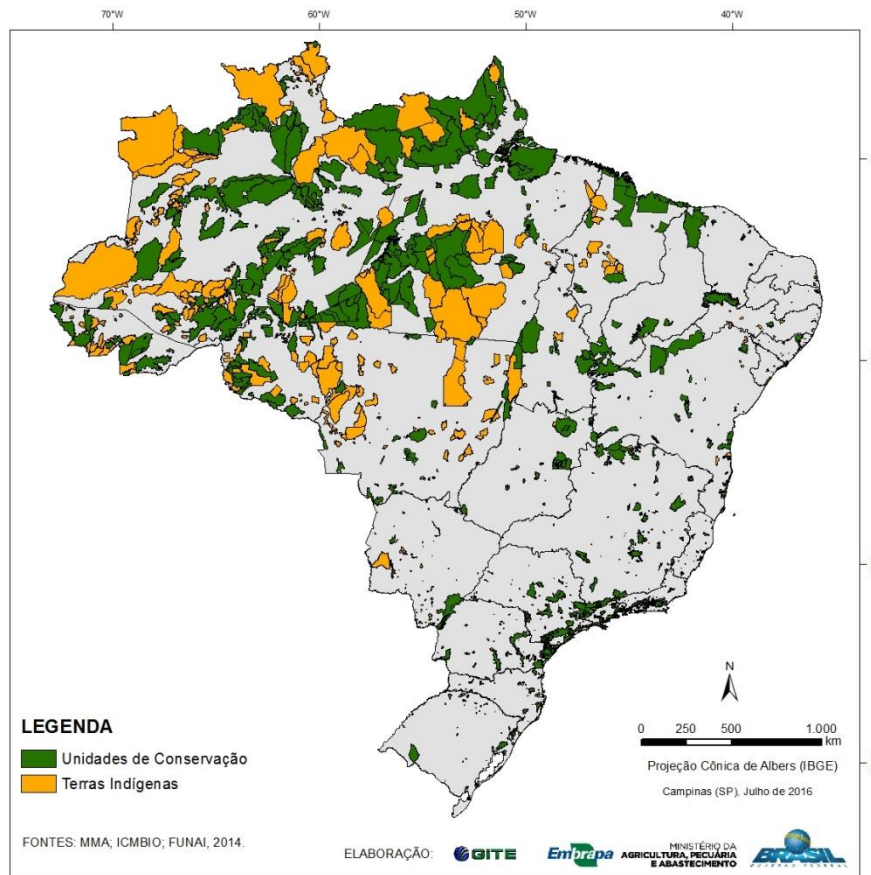 70°W 60°W 50°W 40°W
N
0 250 500 1.000
km
Projeção Cônica de Albers (IBGE)
Campinas (SP), Julho de 2016
LEGENDA
Unidades de Conservação
Terras Indígenas
FONTES: MMA; ICMBIO; FUNAI, 2014.
ELABORAÇÃO:
GITE
Embrapa
MINISTÉRIO DA
AGRICULTURA, PECUÁRIA
E ABASTECIMENTO
BRASIL
GOVERNO FEDERAL